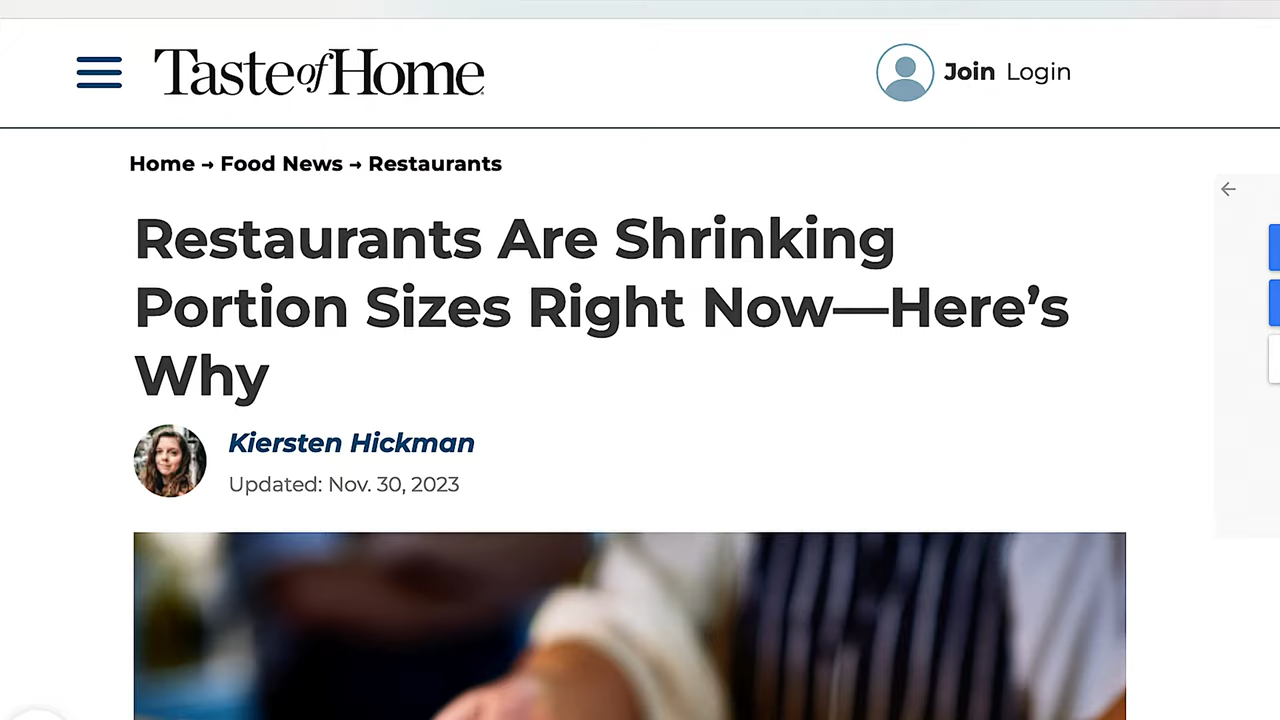 Taste of Home
Join Login
Home → Food News → Restaurants
Restaurants Are Shrinking
Portion Sizes Right Now—Here’s
Why
Kiersten Hickman
Updated: Nov. 30, 2023